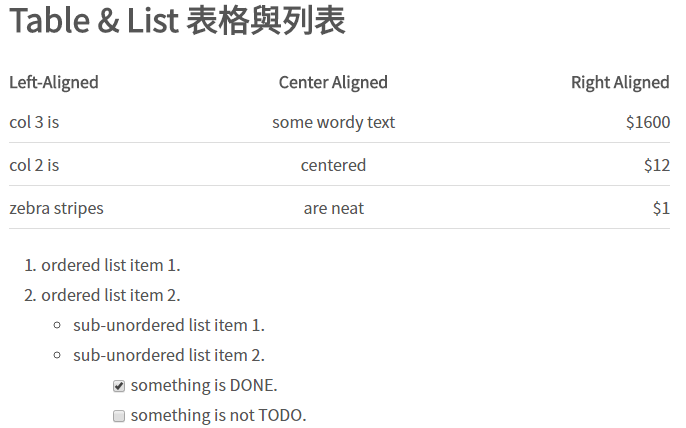 Table & List 表格與列表
Left-Aligned Center Aligned Right Aligned
col 3 is some wordy text $1600
col 2 is centered $12
zebra stripes are neat $1
1. ordered list item 1.
2. ordered list item 2.
sub-unordered list item 1.
sub-unordered list item 2.
something is DONE.
something is not TODO.